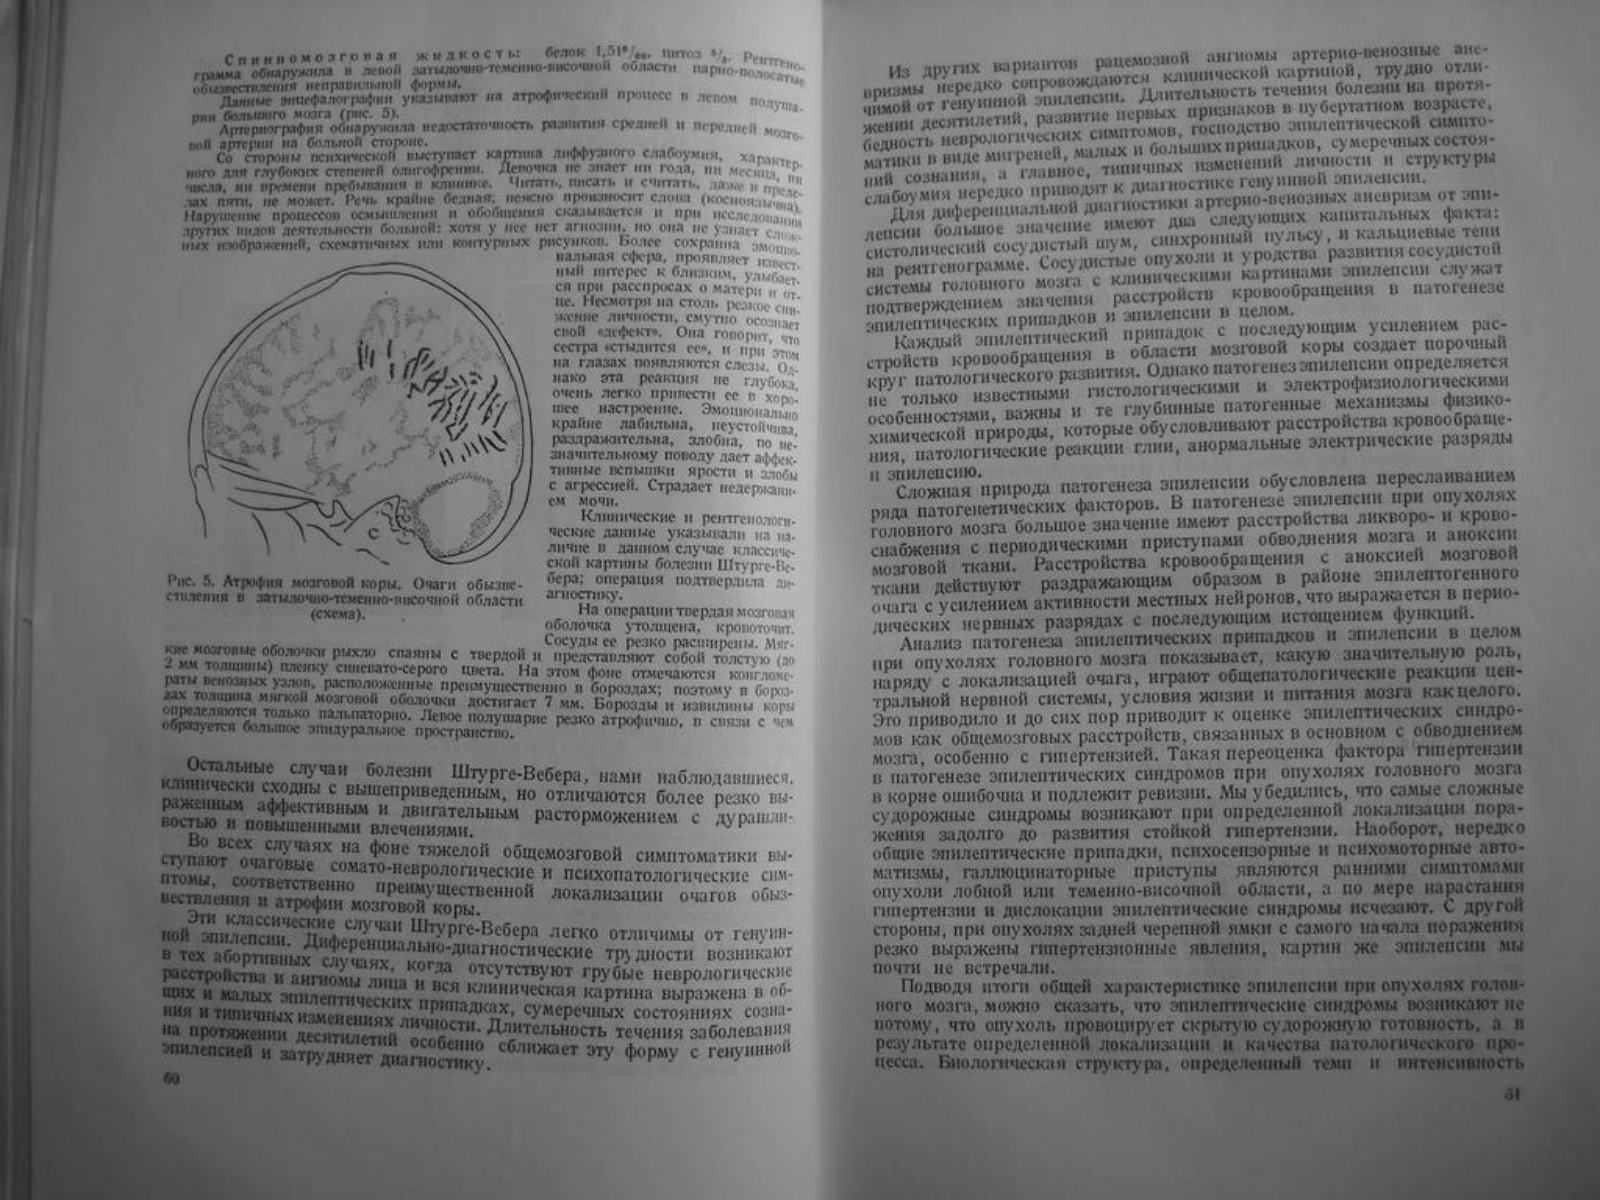 Спинномозговая жидкость: белок 1,51⁰/₀₀, цитоз ⁴/₃. Рентгено-
грамма обнаружила в левой затылочно-теменно-височной области парно-полосатые
обызвествления неправильной формы.
Данные энцефалографии указывают на атрофический процесс в левом полуша-
рии большого мозга (рис. 5).
Артериография обнаружила недостаточность развития средней и передней мозго-
вой артерии на больной стороне.
Со стороны психической выступает картина диффузного слабоумия, характер-
ного для глубоких степеней олигофрении. Девочка не знает ни года, ни месяца, ни
числа, ни времени пребывания в клинике. Читать, писать и считать, даже в преде-
лах пяти, не может. Речь крайне бедная; неясно произносит слова (косноязычна).
Нарушение процессов осмышления и обобщения сказывается и при исследовании
других видов деятельности больной: хотя у нее нет агнозии, но она не узнает слож-
ных изображений, схематичных или контурных рисунков. Более сохранна эмоцио-
нальная сфера, проявляет извест-
ный интерес к близким, улыбает-
ся при расспросах о матери и от-
це. Несмотря на столь резкое сни-
жение личности, смутно осознает
свой «дефект». Она говорит, что
сестра «стыдится ее», и при этом
на глазах появляются слезы. Од-
нако эта реакция не глубока,
очень легко привести ее в хоро-
шее настроение. Эмоционально
крайне лабильна, неустойчива,
раздражительна, злобна, по не-
значительному поводу дает аффек-
тивные вспышки ярости и злобы
с агрессией. Страдает недержани-
ем мочи.
Клинические и рентгенологи-
ческие данные указывали на на-
личие в данном случае классиче-
ской картины болезни Штурге-Ве-
бера; операция подтвердила ди-
агностику.
На операции твердая мозговая
оболочка утолщена, кровоточит.
Сосуды ее резко расширены. Мяг-
Рис. 5. Атрофия мозговой коры. Очаги обызве-
ствления в затылочно-теменно-височной области
(схема).
кие мозговые оболочки рыхло спаяны с твердой и представляют собой толстую (до
2 мм толщины) пленку синевато-серого цвета. На этом фоне отмечаются конгломе-
раты венозных узлов, расположенные преимущественно в бороздах; поэтому в бороз-
дах толщина мягкой мозговой оболочки достигает 7 мм. Борозды и извилины коры
определяются только пальпаторно. Левое полушарие резко атрофично, в связи с чем
образуется большое эпидуральное пространство.
Остальные случаи болезни Штурге-Вебера, нами наблюдавшиеся,
клинически сходны с вышеприведенным, но отличаются более резко вы-
раженным аффективным и двигательным расторможением с дурашли-
востью и повышенными влечениями.
Во всех случаях на фоне тяжелой общемозговой симптоматики вы-
ступают очаговые сомато-неврологические и психопатологические сим-
птомы, соответственно преимущественной локализации очагов обыз-
вествления и атрофии мозговой коры.
Эти классические случаи Штурге-Вебера легко отличимы от генуин-
ной эпилепсии. Диференциально-диагностические трудности возникают
в тех абортивных случаях, когда отсутствуют грубые неврологические
расстройства и ангиомы лица и вся клиническая картина выражена в об-
щих и малых эпилептических припадках, сумеречных состояниях созна-
ния и типичных изменениях личности. Длительность течения заболевания
на протяжении десятилетий особенно сближает эту форму с генуинной
эпилепсией и затрудняет диагностику.
60
Из других вариантов рацемозной ангиомы артерио-венозные ане-
вризмы нередко сопровождаются клинической картиной, трудно отли-
чимой от генуинной эпилепсии. Длительность течения болезни на протя-
жении десятилетий, развитие первых признаков в пубертатном возрасте,
бедность неврологических симптомов, господство эпилептической симпто-
матики в виде мигреней, малых и больших припадков, сумеречных состоя-
ний сознания, а главное, типичных изменений личности и структуры
слабоумия нередко приводят к диагностике генуинной эпилепсии.
Для диференциальной диагностики артерио-венозных аневризм от эпи-
лепсии большое значение имеют два следующих капитальных факта:
систолический сосудистый шум, синхронный пульсу, и кальциевые тени
на рентгенограмме. Сосудистые опухоли и уродства развития сосудистой
системы головного мозга с клиническими картинами эпилепсии служат
подтверждением значения расстройств кровообращения в патогенезе
эпилептических припадков и эпилепсии в целом.
Каждый эпилептический припадок с последующим усилением рас-
стройств кровообращения в области мозговой коры создает порочный
круг патологического развития. Однако патогенез эпилепсии определяется
не только известными гистологическими и электрофизиологическими
особенностями, важны и те глубинные патогенные механизмы физико-
химической природы, которые обусловливают расстройства кровообраще-
ния, патологические реакции глии, анормальные электрические разряды
и эпилепсию.
Сложная природа патогенеза эпилепсии обусловлена переслаиванием
ряда патогенетических факторов. В патогенезе эпилепсии при опухолях
головного мозга большое значение имеют расстройства ликворо- и крово-
снабжения с периодическими приступами обводнения мозга и аноксии
мозговой ткани. Расстройства кровообращения с аноксией мозговой
ткани действуют раздражающим образом в районе эпилептогенного
очага с усилением активности местных нейронов, что выражается в перио-
дических нервных разрядах с последующим истощением функций.
Анализ патогенеза эпилептических припадков и эпилепсии в целом
при опухолях головного мозга показывает, какую значительную роль,
наряду с локализацией очага, играют общепатологические реакции цен-
тральной нервной системы, условия жизни и питания мозга как целого.
Это приводило и до сих пор приводит к оценке эпилептических синдро-
мов как общемозговых расстройств, связанных в основном с обводнением
мозга, особенно с гипертензией. Такая переоценка фактора гипертензии
в патогенезе эпилептических синдромов при опухолях головного мозга
в корне ошибочна и подлежит ревизии. Мы убедились, что самые сложные
судорожные синдромы возникают при определенной локализации пора-
жения задолго до развития стойкой гипертензии. Наоборот, нередко
общие эпилептические припадки, психосензорные и психомоторные авто-
матизмы, галлюцинаторные приступы являются ранними симптомами
опухоли лобной или теменно-височной области, а по мере нарастания
гипертензии и дислокации эпилептические синдромы исчезают. С другой
стороны, при опухолях задней черепной ямки с самого начала поражения
резко выражены гипертензионные явления, картин же эпилепсии мы
почти не встречали.
Подводя итоги общей характеристике эпилепсии при опухолях голов-
ного мозга, можно сказать, что эпилептические синдромы возникают не
потому, что опухоль провоцирует скрытую судорожную готовность, а в
результате определенной локализации и качества патологического про-
цесса. Биологическая структура, определенный темп и интенсивность
61